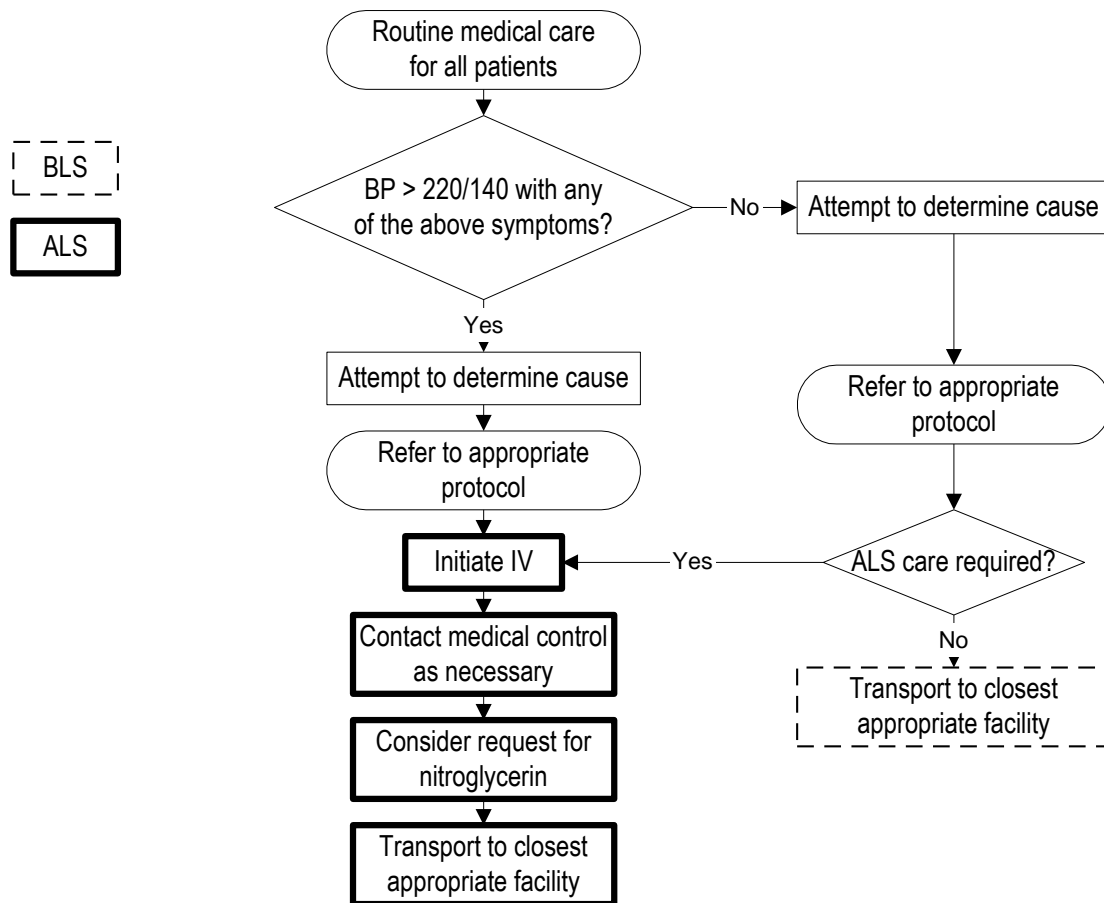 Routine medical care
for all patients
BLS
ALS
BP > 220/140 with any
of the above symptoms?
No
Attempt to determine cause
Yes
Attempt to determine cause
Refer to appropriate
protocol
Refer to appropriate
protocol
Initiate IV
Yes
ALS care required?
No
Contact medical control
as necessary
Transport to closest
appropriate facility
Consider request for
nitroglycerin
Transport to closest
appropriate facility